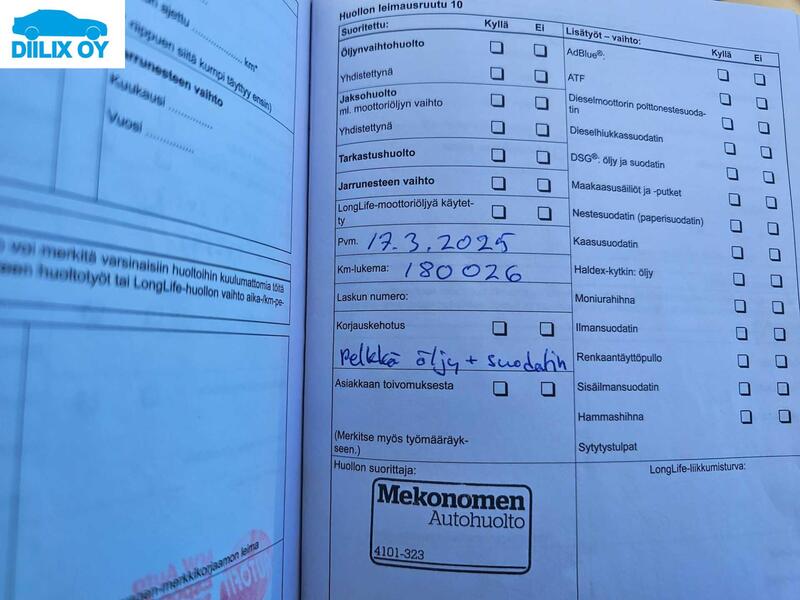 DIILIX OY
n ajettu
.................. km*
riippuen siitä kumpi täyttyy ensin)
Jarrunesteen vaihto
Kuukausi ..............
Vuosi ..............
) voi merkitä varsinaisiin huoltoihin kuulumattomia töitä
seen huoltotyöt tai LongLife-huollon vaihto aika-/km-pe-
gen-merkkikorjaamon leima
Huollon leimausruutu 10
Suoritettu: Kyllä Ei
Öljynvaihtohuolto
Yhdistettynä
Jaksohuolto
ml. moottoriöljyn vaihto
Yhdistettynä
Tarkastushuolto
Jarrunesteen vaihto
LongLife-moottoriöljyä käytet-
ty
Pvm. 17.3.2025
Km-lukema: 180026
Laskun numero:
Korjauskehotus
pelkkä öljy + suodatin
Asiakkaan toivomuksesta
(Merkitse myös työmääräyk-
seen.)
Huollon suorittaja:
Mekonomen
Autohuolto
4101-323
Lisätyöt – vaihto: Kyllä Ei
AdBlue®:
ATF
Dieselmoottorin polttonestesuoda-
tin
Dieselhiukkassuodatin
DSG®: öljy ja suodatin
Maakaasusäiliöt ja -putket
Nestesuodatin (paperisuodatin)
Kaasusuodatin
Haldex-kytkin: öljy
Moniurahihna
Ilmansuodatin
Renkaantäyttöpullo
Sisäilmansuodatin
Hammashihna
Sytytystulpat
LongLife-liikkumisturva: